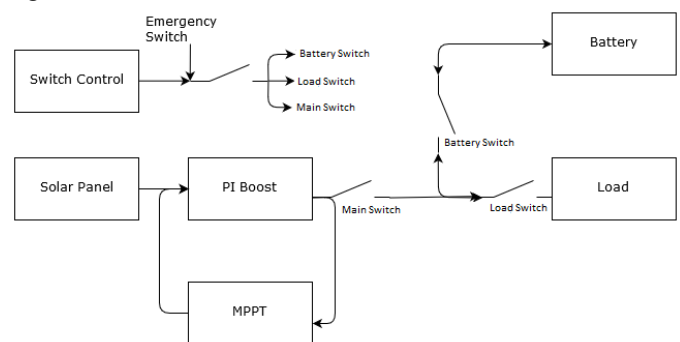 Emergency
Switch
Battery
Battery Switch
Switch Control
Load Switch
Main Switch
Battery Switch
Solar Panel
PI Boost
Load
Main Switch
Load Switch
MPPT